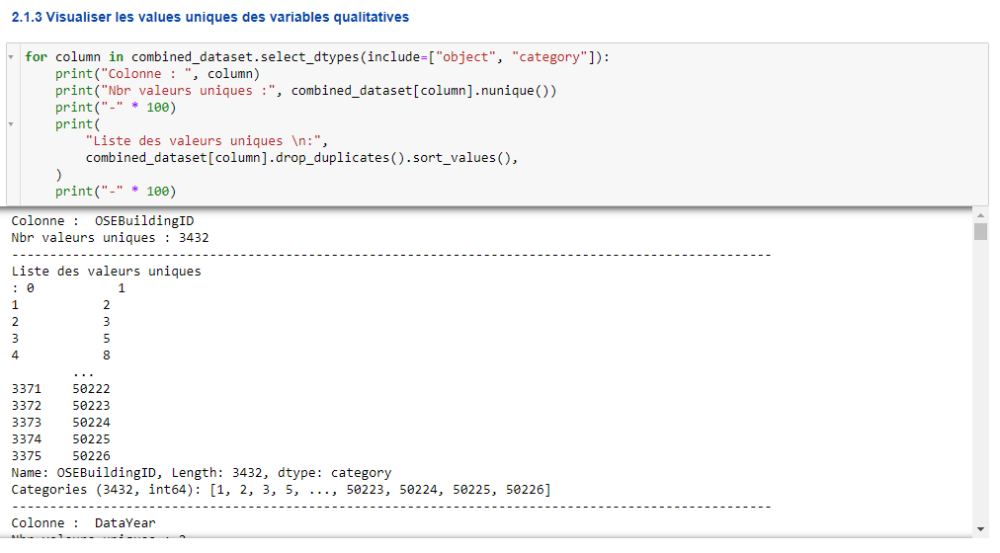 2.1.3 Visualiser les values uniques des variables qualitatives
for column in combined_dataset.select_dtypes(include=["object", "category"]):
    print("Colonne : ", column)
    print("Nbr valeurs uniques :", combined_dataset[column].nunique())
    print("-" * 100)
    print(
        "Liste des valeurs uniques \n:",
        combined_dataset[column].drop_duplicates().sort_values(),
    )
    print("-" * 100)
Colonne :  OSEBuildingID
Nbr valeurs uniques : 3432
----------------------------------------------------------------------------------------------------
Liste des valeurs uniques
: 0           1
1           2
2           3
3           5
4           8
        ...
3371    50222
3372    50223
3373    50224
3374    50225
3375    50226
Name: OSEBuildingID, Length: 3432, dtype: category
Categories (3432, int64): [1, 2, 3, 5, ..., 50223, 50224, 50225, 50226]
----------------------------------------------------------------------------------------------------
Colonne :  DataYear